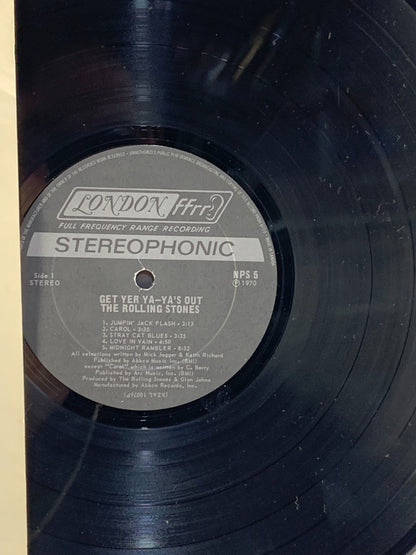 LONDON ffrr
FULL FREQUENCY RANGE RECORDING
STEREOPHONIC
Side 1
STEREO
NPS 5
℗ 1970
GET YER YA-YA'S OUT
THE ROLLING STONES
1. JUMPIN' JACK FLASH - 3:13
2. CAROL - 3:35
3. STRAY CAT BLUES - 3:35
4. LOVE IN VAIN - 4:50
5. MIDNIGHT RAMBLER - 8:33
All selections written by Mick Jagger & Keith Richard
Published by Abkco Music Inc. (BMI)
except "Carol" which is written by C. Berry
Published by Arc Music, Inc. (BMI)
Produced by The Rolling Stones & Glyn Johns
Manufactured by Abkco Records, Inc.